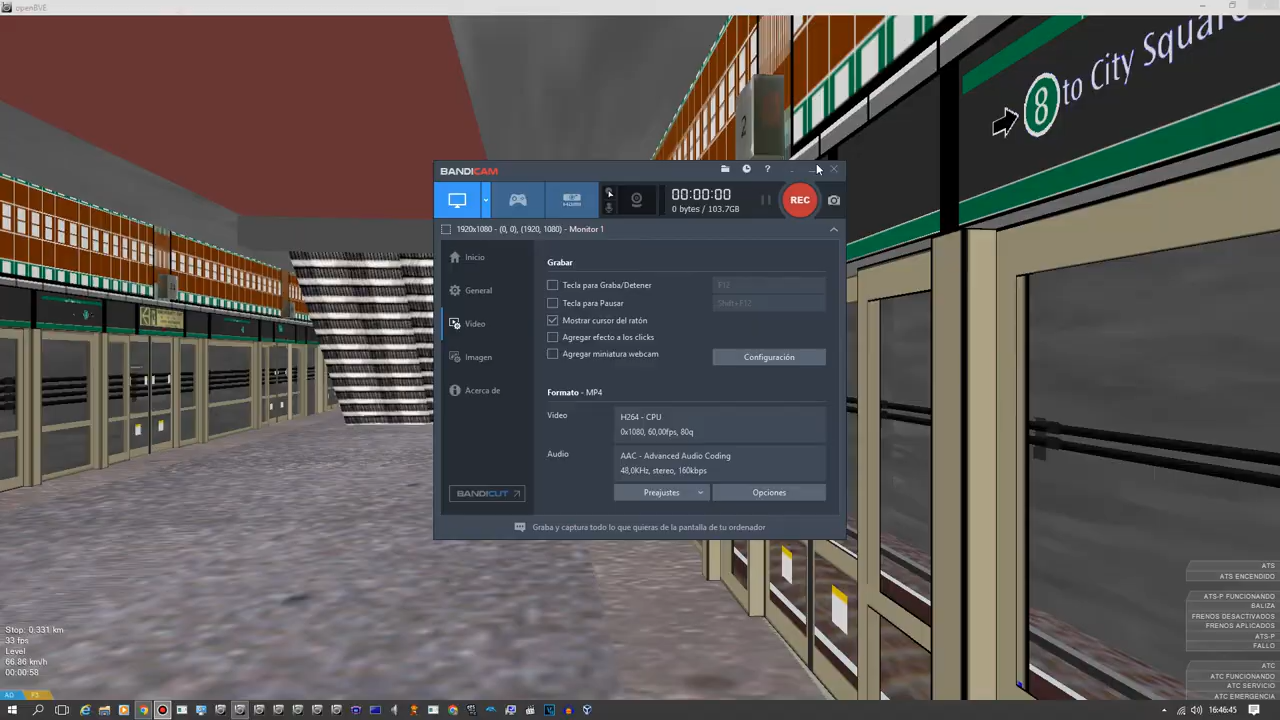 openBVE
8 to City Square
2
BANDICAM
?
00:00:00
0 bytes / 103.7GB
REC
HDMI
1920x1080 - (0, 0), (1920, 1080) - Monitor 1
Inicio
General
Video
Imagen
Acerca de
BANDICUT
Grabar
Tecla para Graba/Detener
F12
Tecla para Pausar
Shift+F12
Mostrar cursor del ratón
Agregar efecto a los clicks
Agregar miniatura webcam
Configuración
Formato - MP4
Vídeo
H264 - CPU
0x1080, 60,00fps, 80q
Audio
AAC - Advanced Audio Coding
48,0KHz, stereo, 160kbps
Preajustes
Opciones
Graba y captura todo lo que quieras de la pantalla de tu ordenador
ATS
ATS ENCENDIDO
ATS-P FUNCIONANDO
BALIZA
FRENOS DESACTIVADOS
FRENOS APLICADOS
ATS-P
FALLO
ATC
ATC FUNCIONANDO
ATC SERVICIO
ATC EMERGENCIA
Stop: 0.331 km
33 fps
Level
66.86 km/h
00:00:58
AD
P3
16:46:45